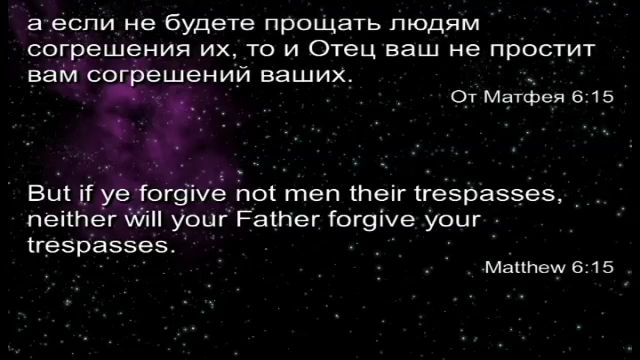 а если не будете прощать людям
согрешения их, то и Отец ваш не простит
вам согрешений ваших.
От Матфея 6:15
But if ye forgive not men their trespasses,
neither will your Father forgive your
trespasses.
Matthew 6:15